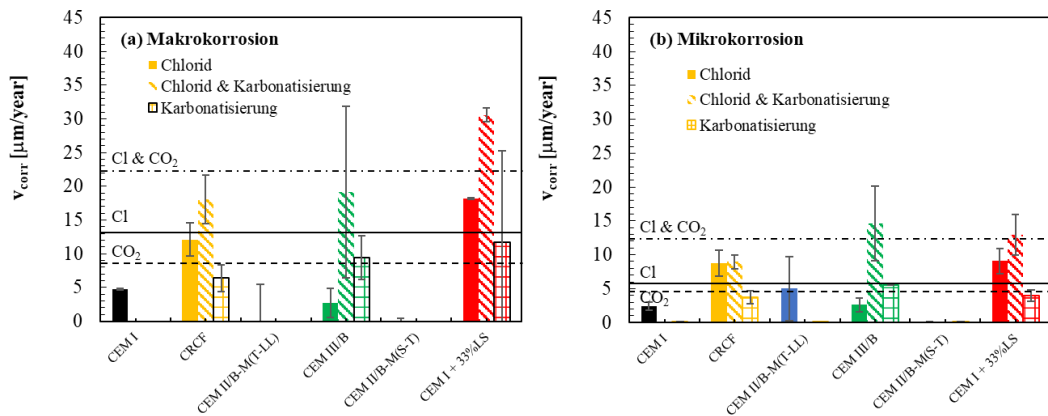 (a) Makrokorrosion
Chlorid
Chlorid & Karbonatisierung
Karbonatisierung
v_corr [µm/year]
45
40
35
30
25
20
15
10
5
0
Cl & CO₂
Cl
CO₂
CEM I
CRCF
CEM II/B-M(T-LL)
CEM III/B
CEM II/B-M(S-T)
CEM I + 33%LS
(b) Mikrokorrosion
Chlorid
Chlorid & Karbonatisierung
Karbonatisierung
v_corr [µm/year]
45
40
35
30
25
20
15
10
5
0
Cl & CO₂
Cl
CO₂
CEM I
CRCF
CEM II/B-M(T-LL)
CEM III/B
CEM II/B-M(S-T)
CEM I + 33%LS